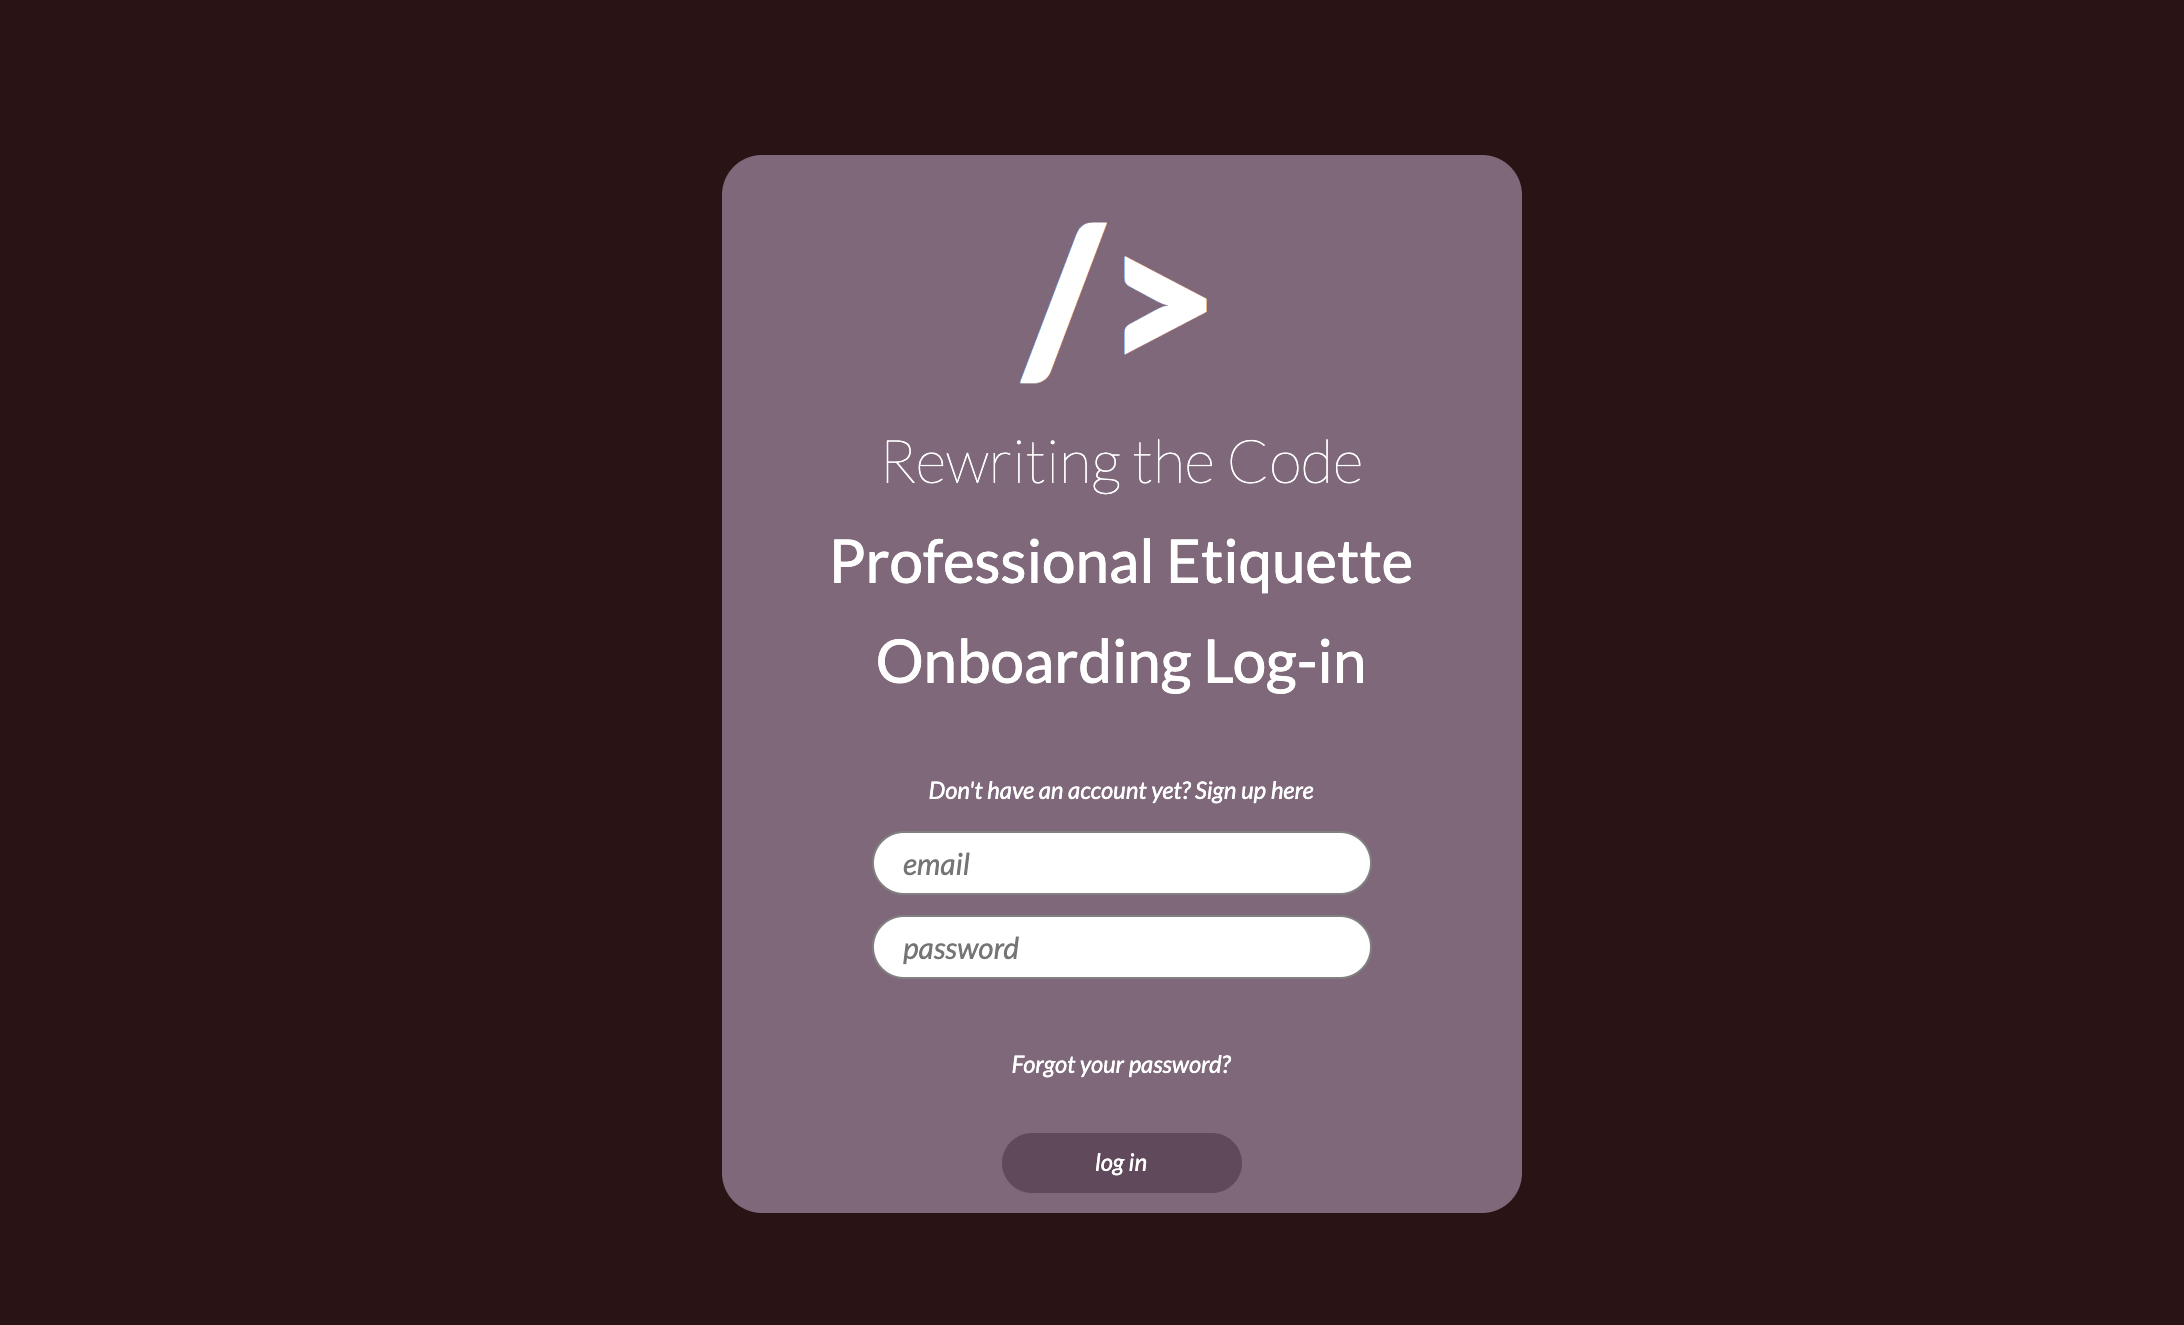 />
Rewriting the Code
Professional Etiquette
Onboarding Log-in
Don't have an account yet? Sign up here
email
password
Forgot your password?
log in